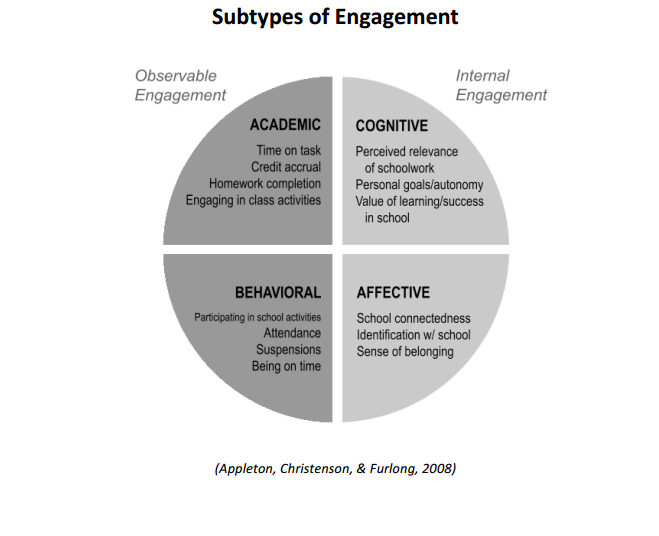 Subtypes of Engagement
Observable
Engagement
Internal
Engagement
ACADEMIC
Time on task
Credit accrual
Homework completion
Engaging in class activities
COGNITIVE
Perceived relevance
of schoolwork
Personal goals/autonomy
Value of learning/success
in school
BEHAVIORAL
Participating in school activities
Attendance
Suspensions
Being on time
AFFECTIVE
School connectedness
Identification w/ school
Sense of belonging
(Appleton, Christenson, & Furlong, 2008)